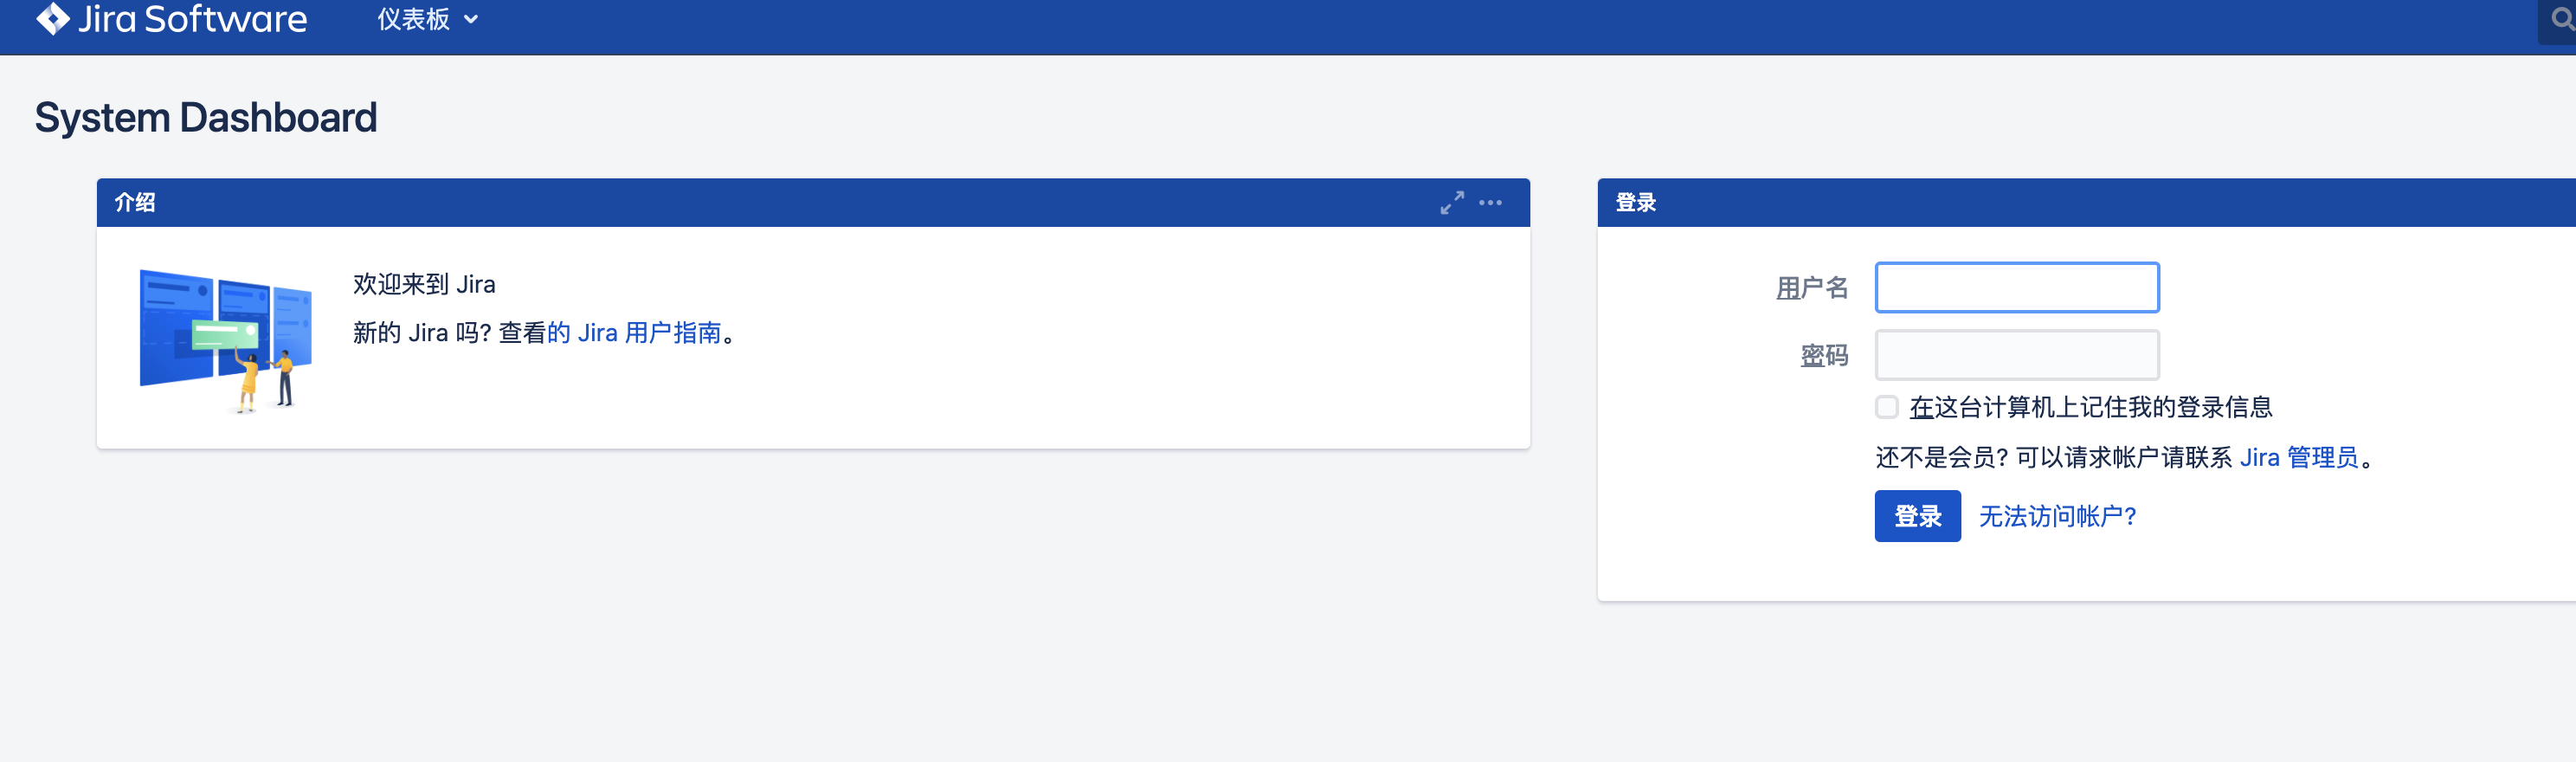 Jira Software 仪表板
System Dashboard
介绍
欢迎来到 Jira
新的 Jira 吗? 查看的 Jira 用户指南。
登录
用户名
密码
在这台计算机上记住我的登录信息
还不是会员? 可以请求帐户请联系 Jira 管理员。
登录 无法访问帐户?